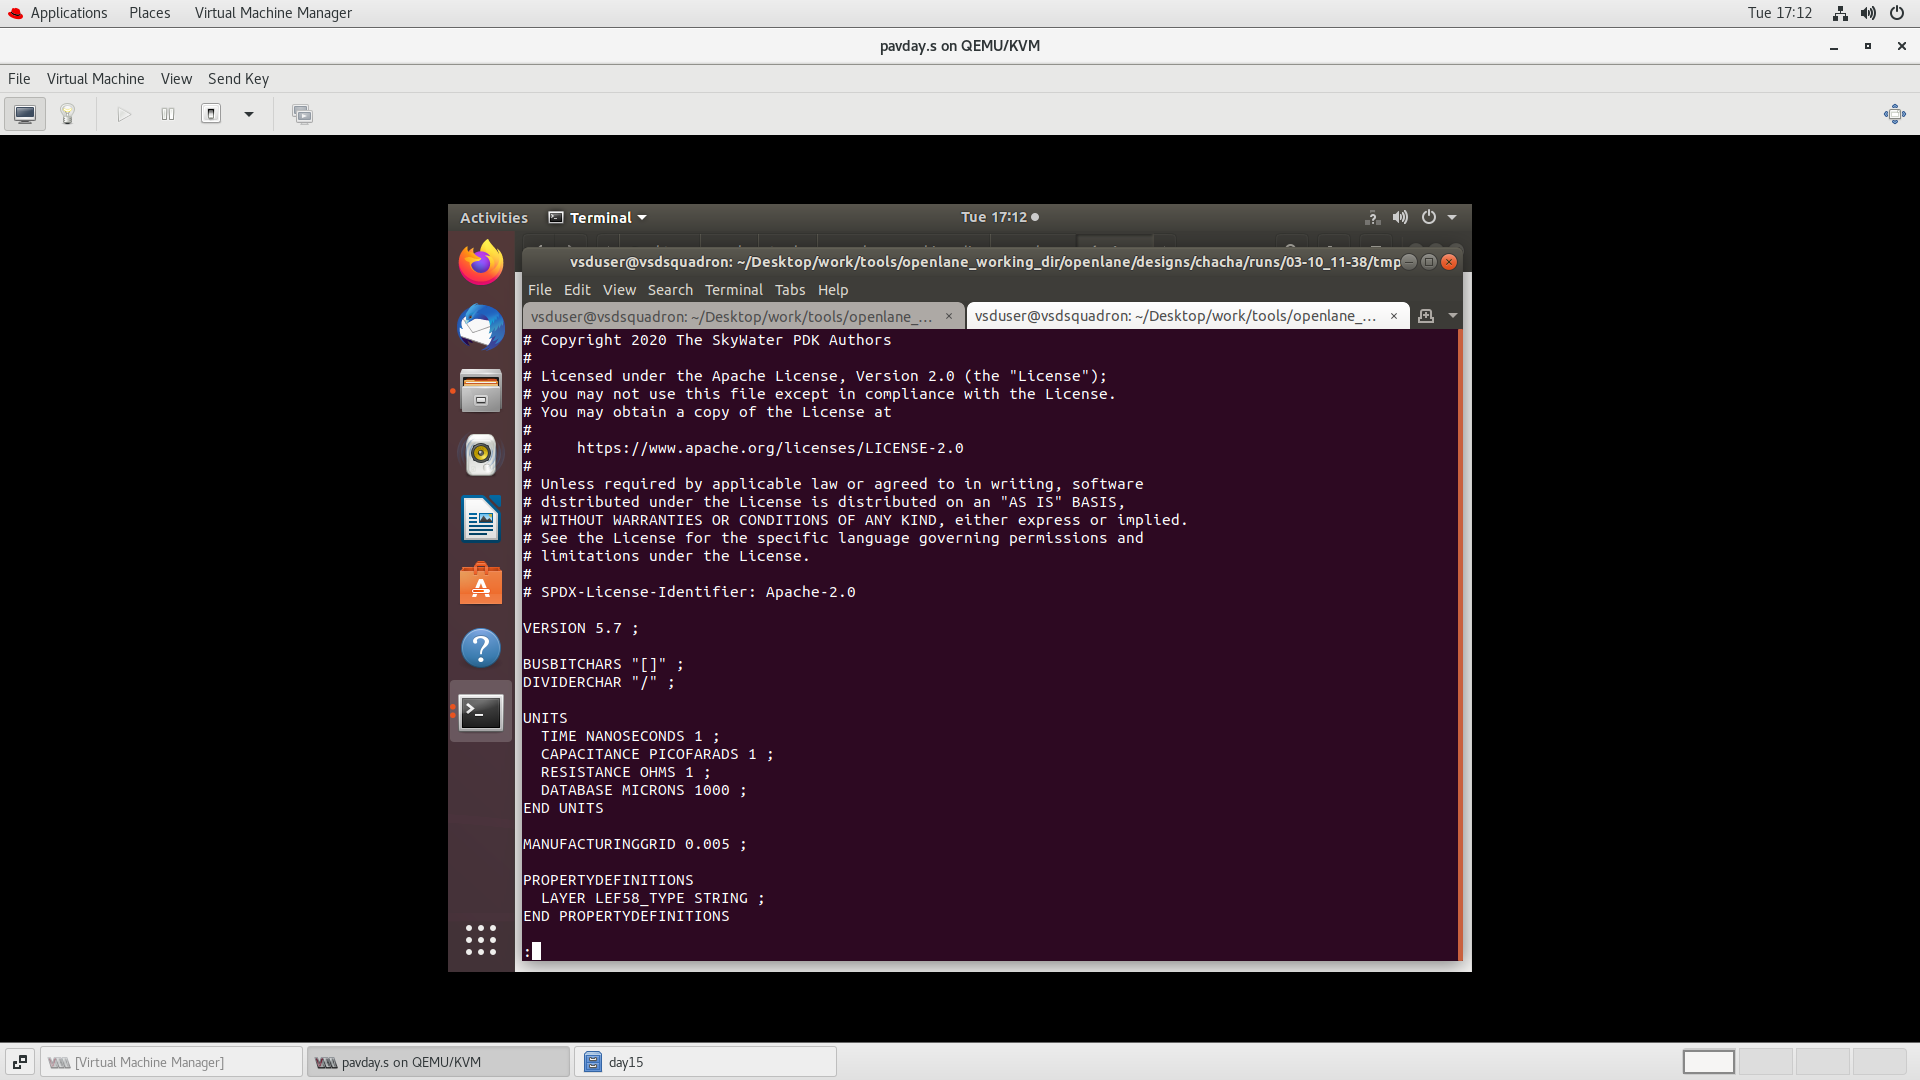 Applications Places Virtual Machine Manager Tue 17:12
pavday.s on QEMU/KVM
File Virtual Machine View Send Key
Activities Terminal Tue 17:12
vsduser@vsdsquadron: ~/Desktop/work/tools/openlane_working_dir/openlane/designs/chacha/runs/03-10_11-38/tmp
File Edit View Search Terminal Tabs Help
vsduser@vsdsquadron: ~/Desktop/work/tools/openlane_... × vsduser@vsdsquadron: ~/Desktop/work/tools/openlane_... ×
# Copyright 2020 The SkyWater PDK Authors
#
# Licensed under the Apache License, Version 2.0 (the "License");
# you may not use this file except in compliance with the License.
# You may obtain a copy of the License at
#
#     https://www.apache.org/licenses/LICENSE-2.0
#
# Unless required by applicable law or agreed to in writing, software
# distributed under the License is distributed on an "AS IS" BASIS,
# WITHOUT WARRANTIES OR CONDITIONS OF ANY KIND, either express or implied.
# See the License for the specific language governing permissions and
# limitations under the License.
#
# SPDX-License-Identifier: Apache-2.0
VERSION 5.7 ;
BUSBITCHARS "[]" ;
DIVIDERCHAR "/" ;
UNITS
  TIME NANOSECONDS 1 ;
  CAPACITANCE PICOFARADS 1 ;
  RESISTANCE OHMS 1 ;
  DATABASE MICRONS 1000 ;
END UNITS
MANUFACTURINGGRID 0.005 ;
PROPERTYDEFINITIONS
  LAYER LEF58_TYPE STRING ;
END PROPERTYDEFINITIONS
:
[Virtual Machine Manager] pavday.s on QEMU/KVM day15